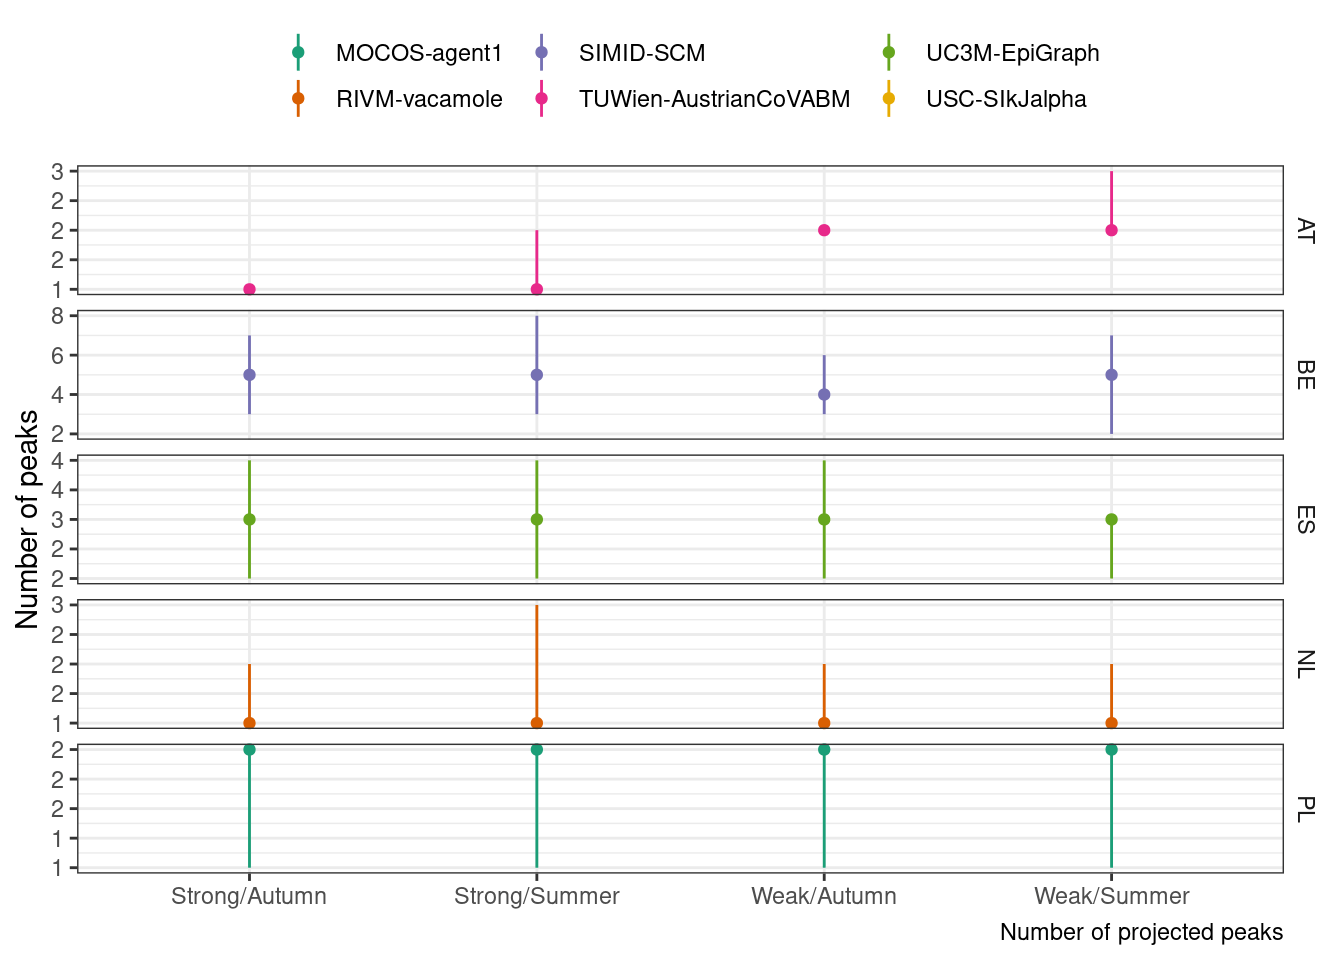 MOCOS-agent1 SIMID-SCM UC3M-EpiGraph
RIVM-vacamole TUWien-AustrianCoVABM USC-SIkJalpha
Number of peaks
3
2
2
2
1
AT
8
6
4
2
BE
4
4
3
2
2
ES
3
2
2
2
1
NL
2
2
2
1
1
PL
Strong/Autumn Strong/Summer Weak/Autumn Weak/Summer
Number of projected peaks